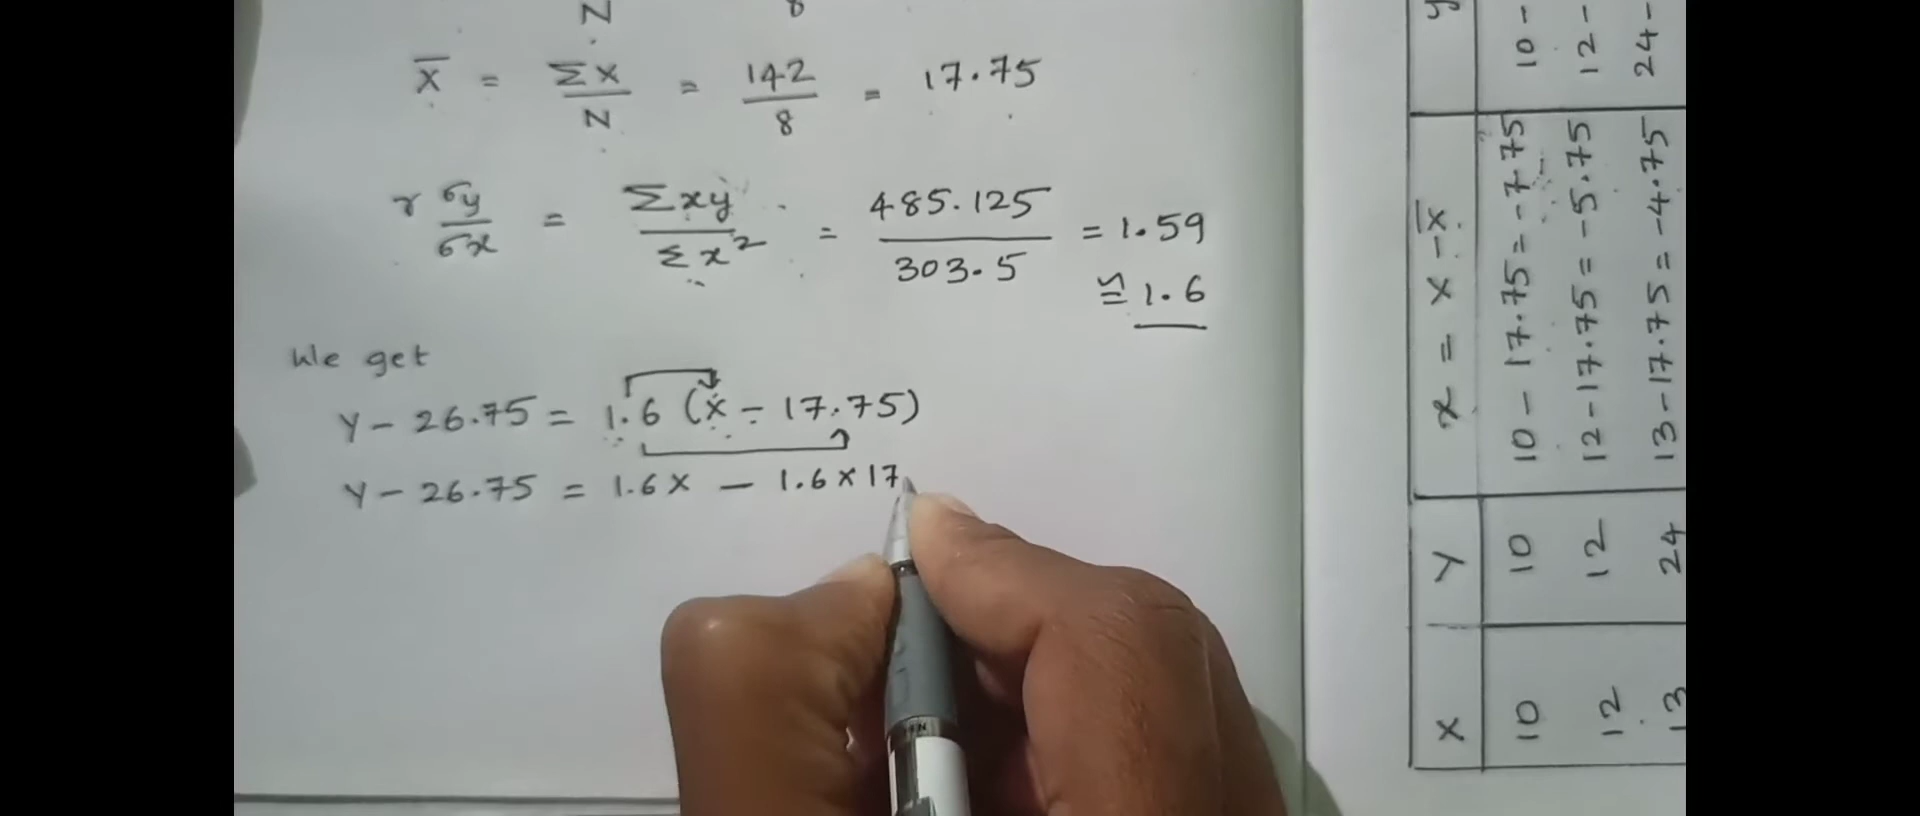 N 8
X̄ = ΣX/N = 142/8 = 17.75
r σy/σx = Σxy/Σx² = 485.125/303.5 = 1.59
≅ 1.6
We get
Y - 26.75 = 1.6 (X - 17.75)
Y - 26.75 = 1.6X - 1.6 × 17.
X Y x = X - X̄ y
10 10 10 - 17.75 = -7.75 10 -
12 12 12 - 17.75 = -5.75 12 -
13 24 13 - 17.75 = -4.75 24 -